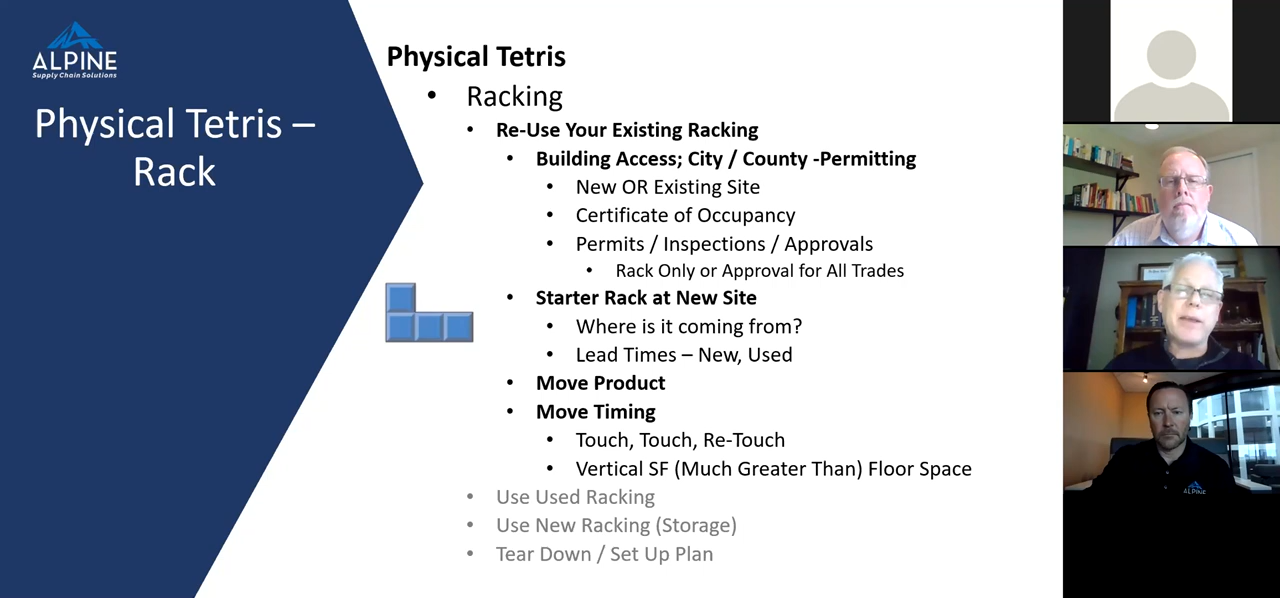 ALPINE
Supply Chain Solutions
Physical Tetris –
Rack
Physical Tetris
• Racking
• Re-Use Your Existing Racking
• Building Access; City / County -Permitting
• New OR Existing Site
• Certificate of Occupancy
• Permits / Inspections / Approvals
• Rack Only or Approval for All Trades
• Starter Rack at New Site
• Where is it coming from?
• Lead Times – New, Used
• Move Product
• Move Timing
• Touch, Touch, Re-Touch
• Vertical SF (Much Greater Than) Floor Space
• Use Used Racking
• Use New Racking (Storage)
• Tear Down / Set Up Plan
ALPINE